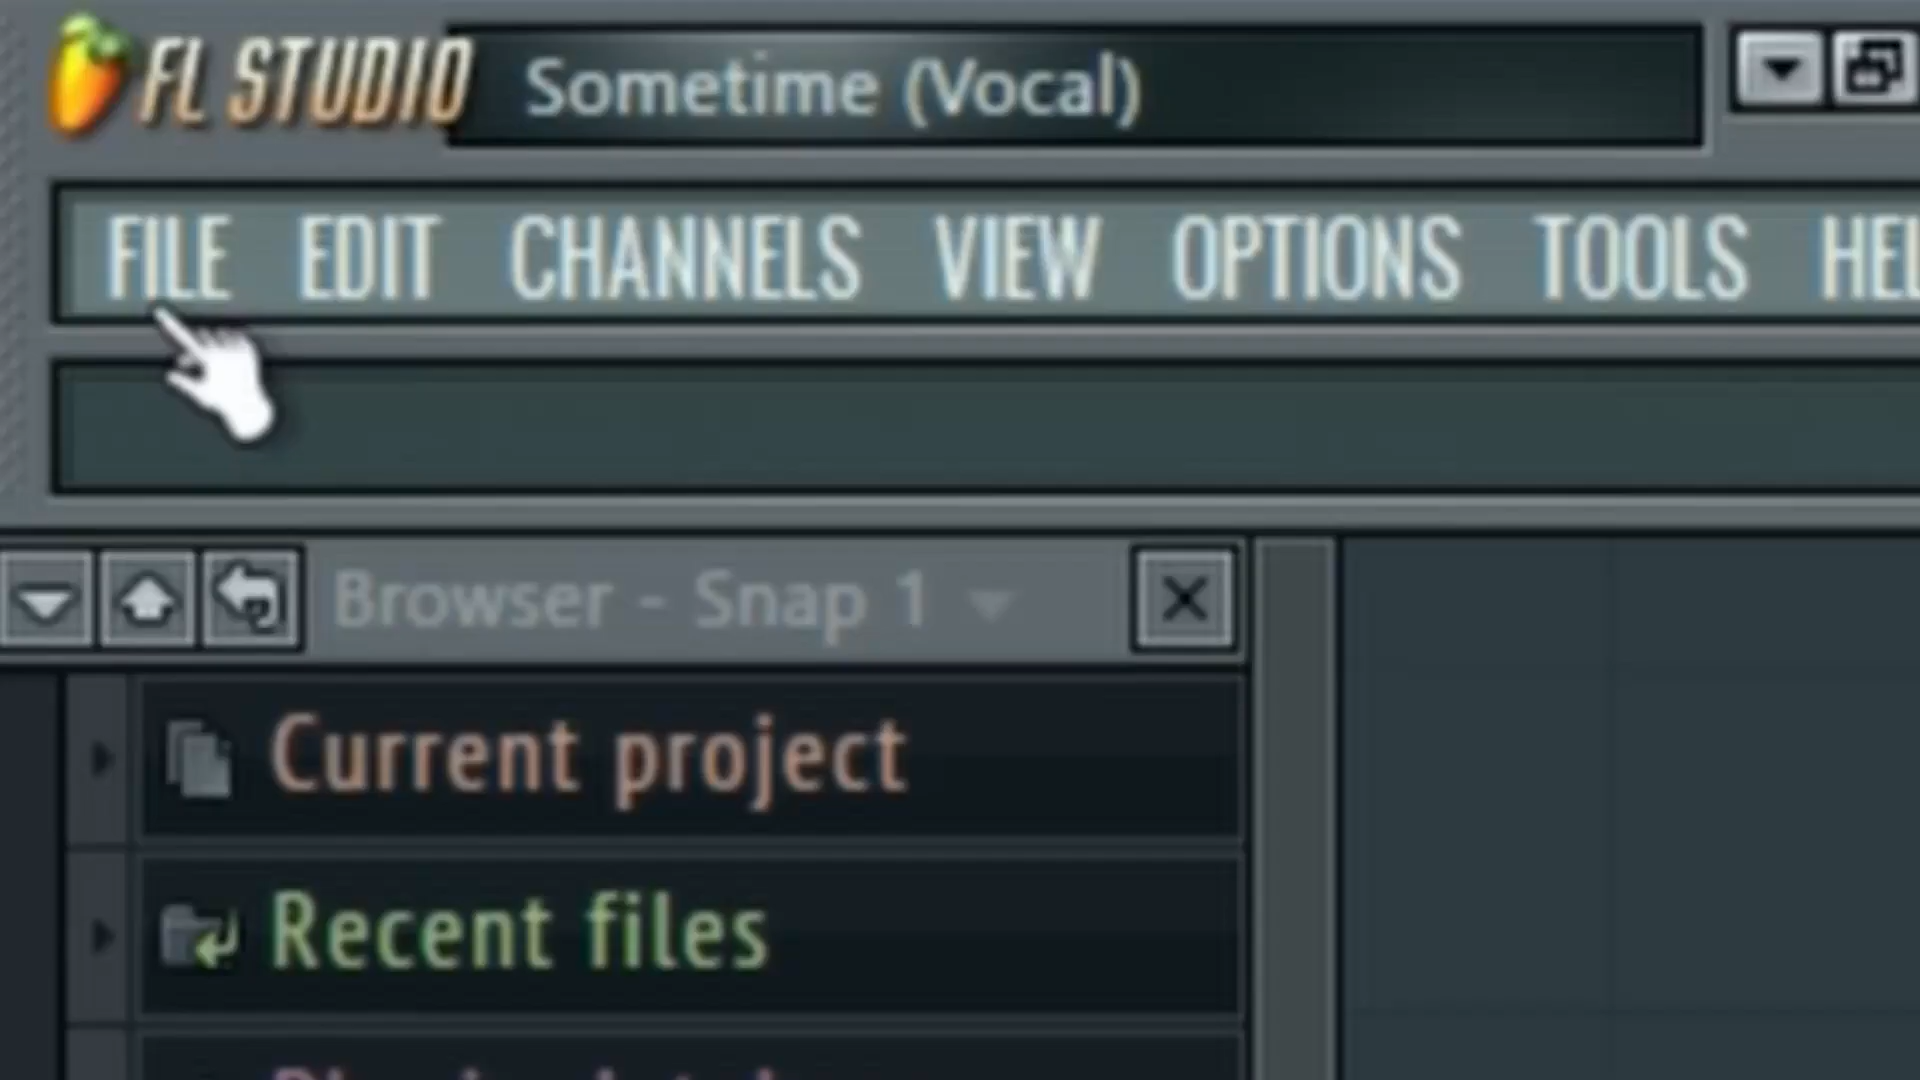 FL STUDIO Sometime (Vocal)
FILE EDIT CHANNELS VIEW OPTIONS TOOLS
Browser - Snap 1
Current project
Recent files